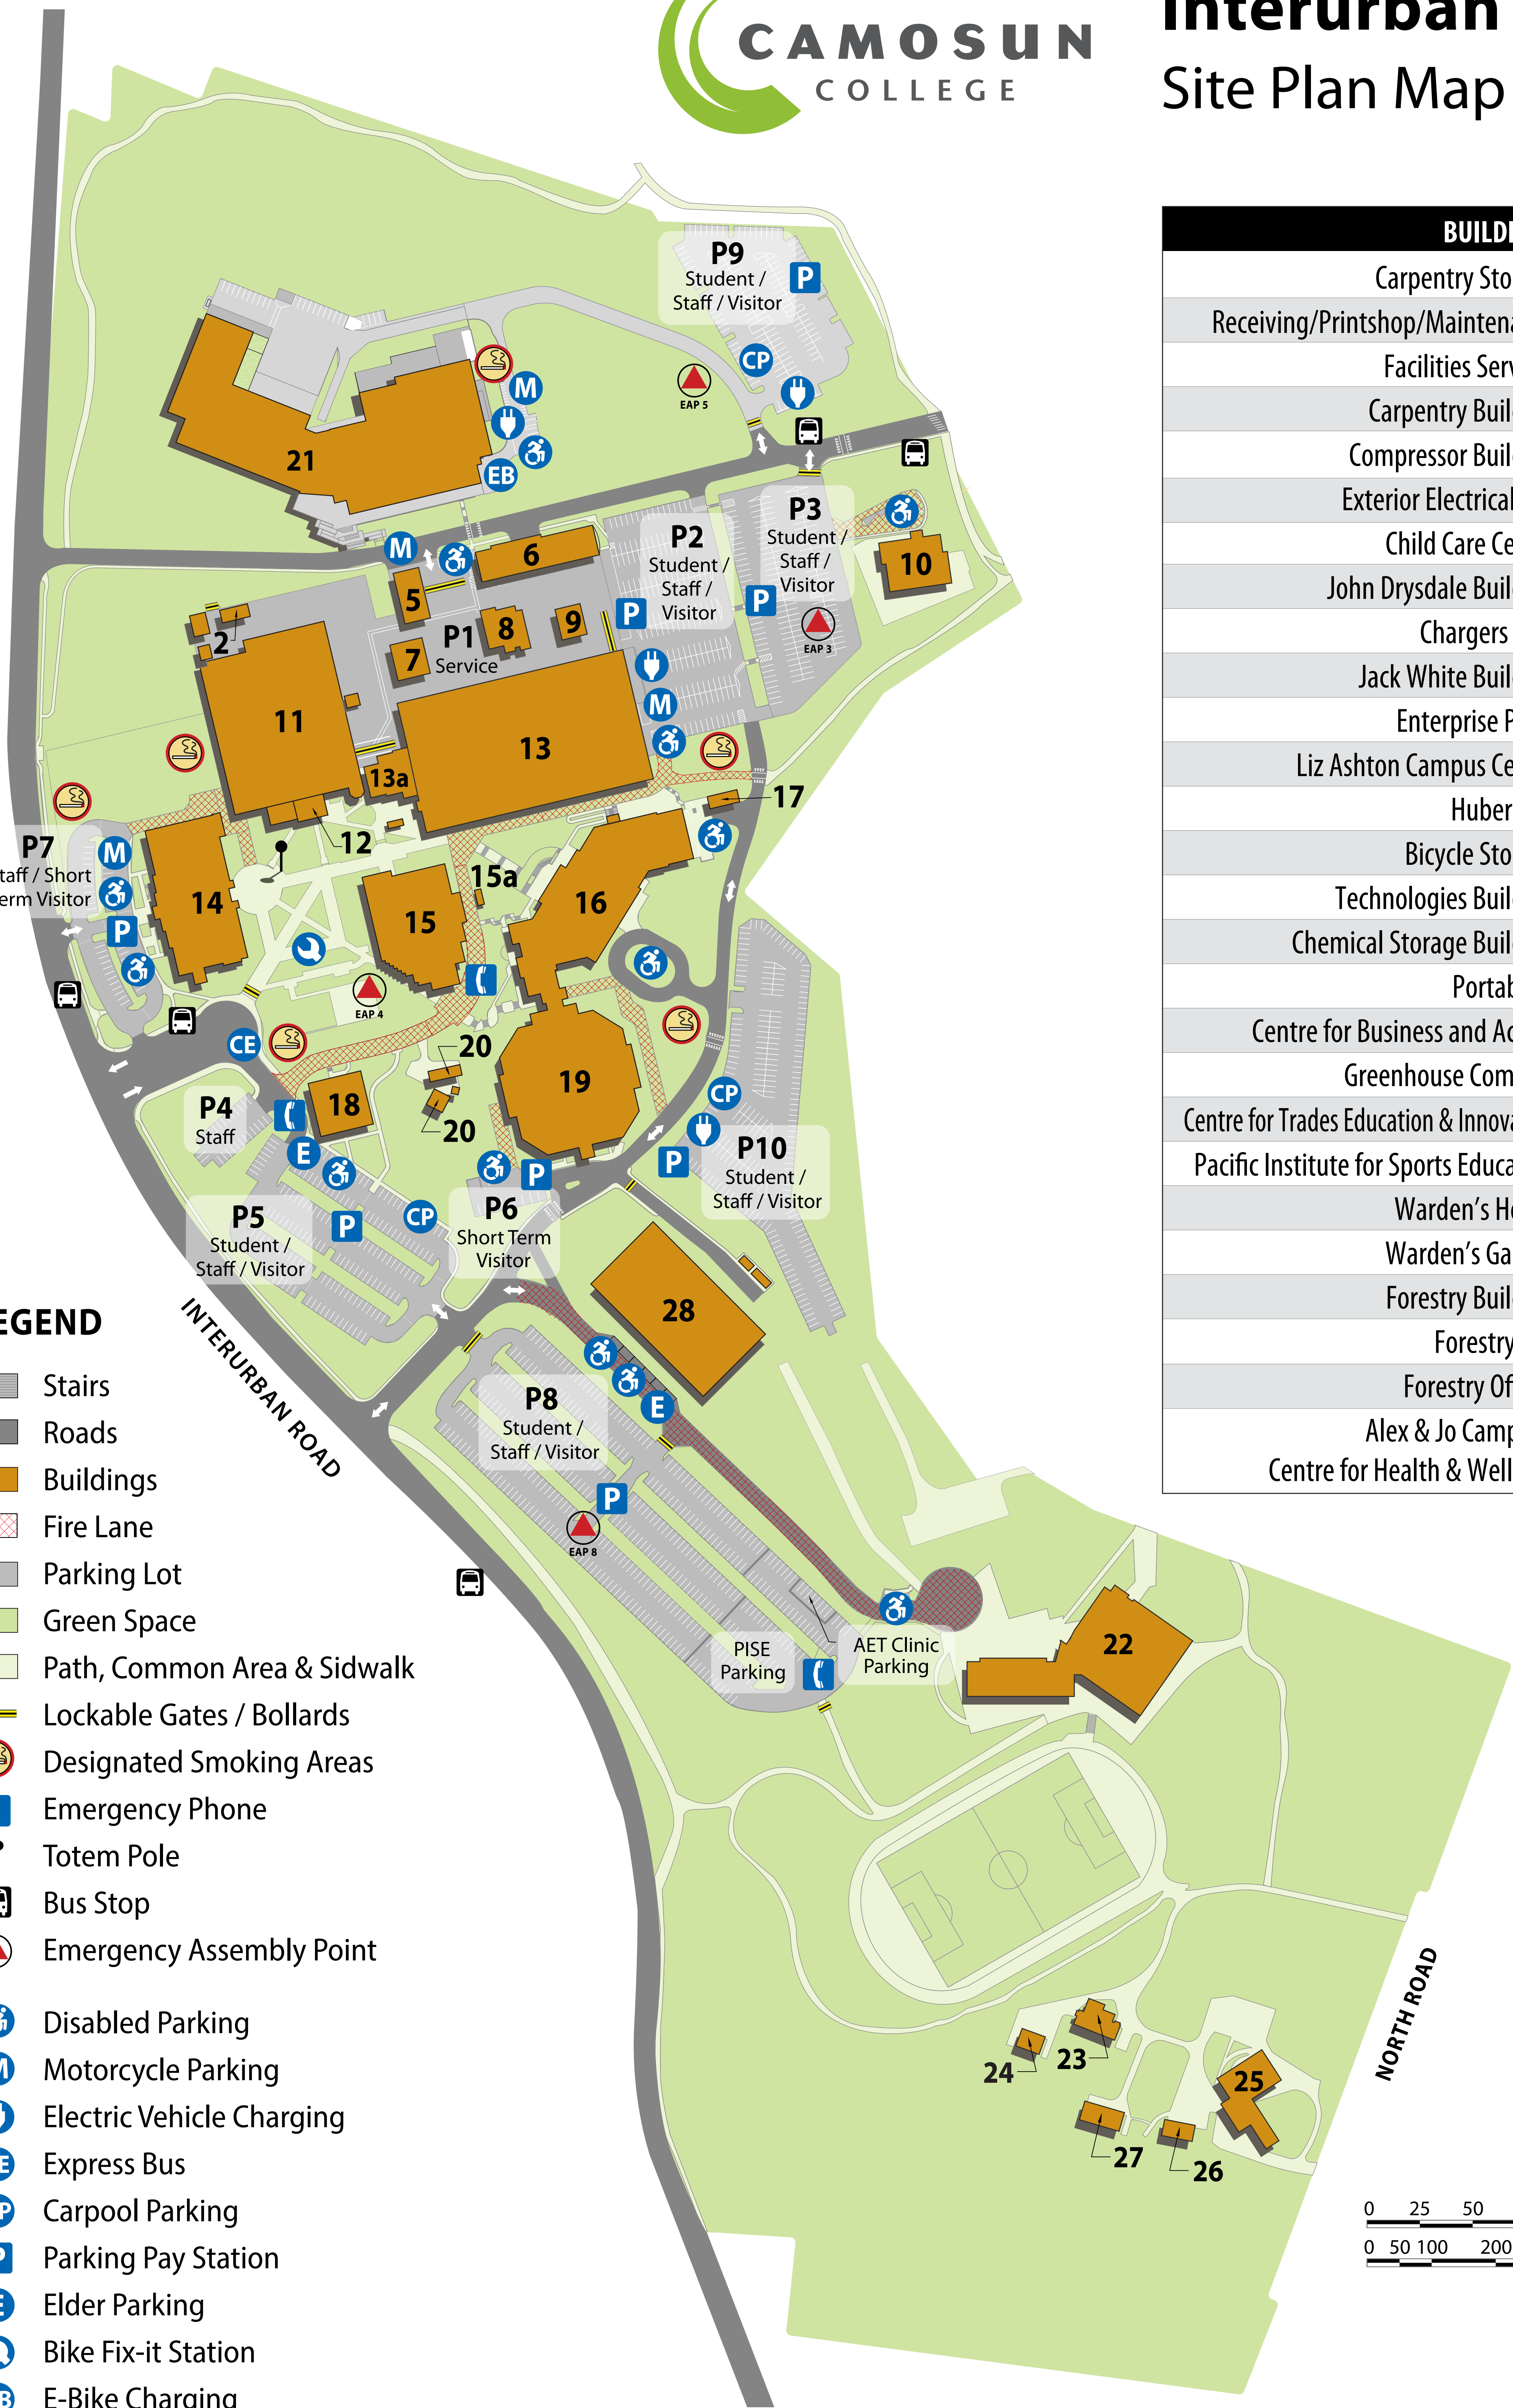 CAMOSUN
COLLEGE
Interurban
Site Plan Map
P9
Student /
Staff / Visitor
P
CP
EAP 5
M
EB
21
P3
Student /
Staff /
Visitor
P2
Student /
Staff /
Visitor
P
P
EAP 3
10
M
6
5
2
8
9
P1
Service
7
11
13
13a
M
17
12
P7
taff / Short
erm Visitor
M
P
14
15a
15
16
EAP 4
CE
20
19
20
18
P4
Staff
E
CP
P
P10
Student /
Staff / Visitor
P
P6
Short Term
Visitor
P5
Student /
Staff / Visitor
P
CP
INTERURBAN ROAD
28
E
P8
Student /
Staff / Visitor
P
EAP 8
PISE
Parking
AET Clinic
Parking
22
23
24
25
26
27
NORTH ROAD
EGEND
Stairs
Roads
Buildings
Fire Lane
Parking Lot
Green Space
Path, Common Area & Sidwalk
Lockable Gates / Bollards
Designated Smoking Areas
Emergency Phone
Totem Pole
Bus Stop
Emergency Assembly Point
Disabled Parking
M Motorcycle Parking
Electric Vehicle Charging
E Express Bus
P Carpool Parking
P Parking Pay Station
E Elder Parking
Bike Fix-it Station
B E-Bike Charging
BUILDI
Carpentry Sto
Receiving/Printshop/Maintena
Facilities Serv
Carpentry Buil
Compressor Buil
Exterior Electrical
Child Care Ce
John Drysdale Buil
Chargers
Jack White Buil
Enterprise P
Liz Ashton Campus Ce
Huber
Bicycle Sto
Technologies Buil
Chemical Storage Buil
Portab
Centre for Business and Ac
Greenhouse Com
Centre for Trades Education & Innova
Pacific Institute for Sports Educa
Warden's Ho
Warden's Ga
Forestry Buil
Forestry
Forestry Of
Alex & Jo Camp
Centre for Health & Well
0 25 50
0 50 100 200